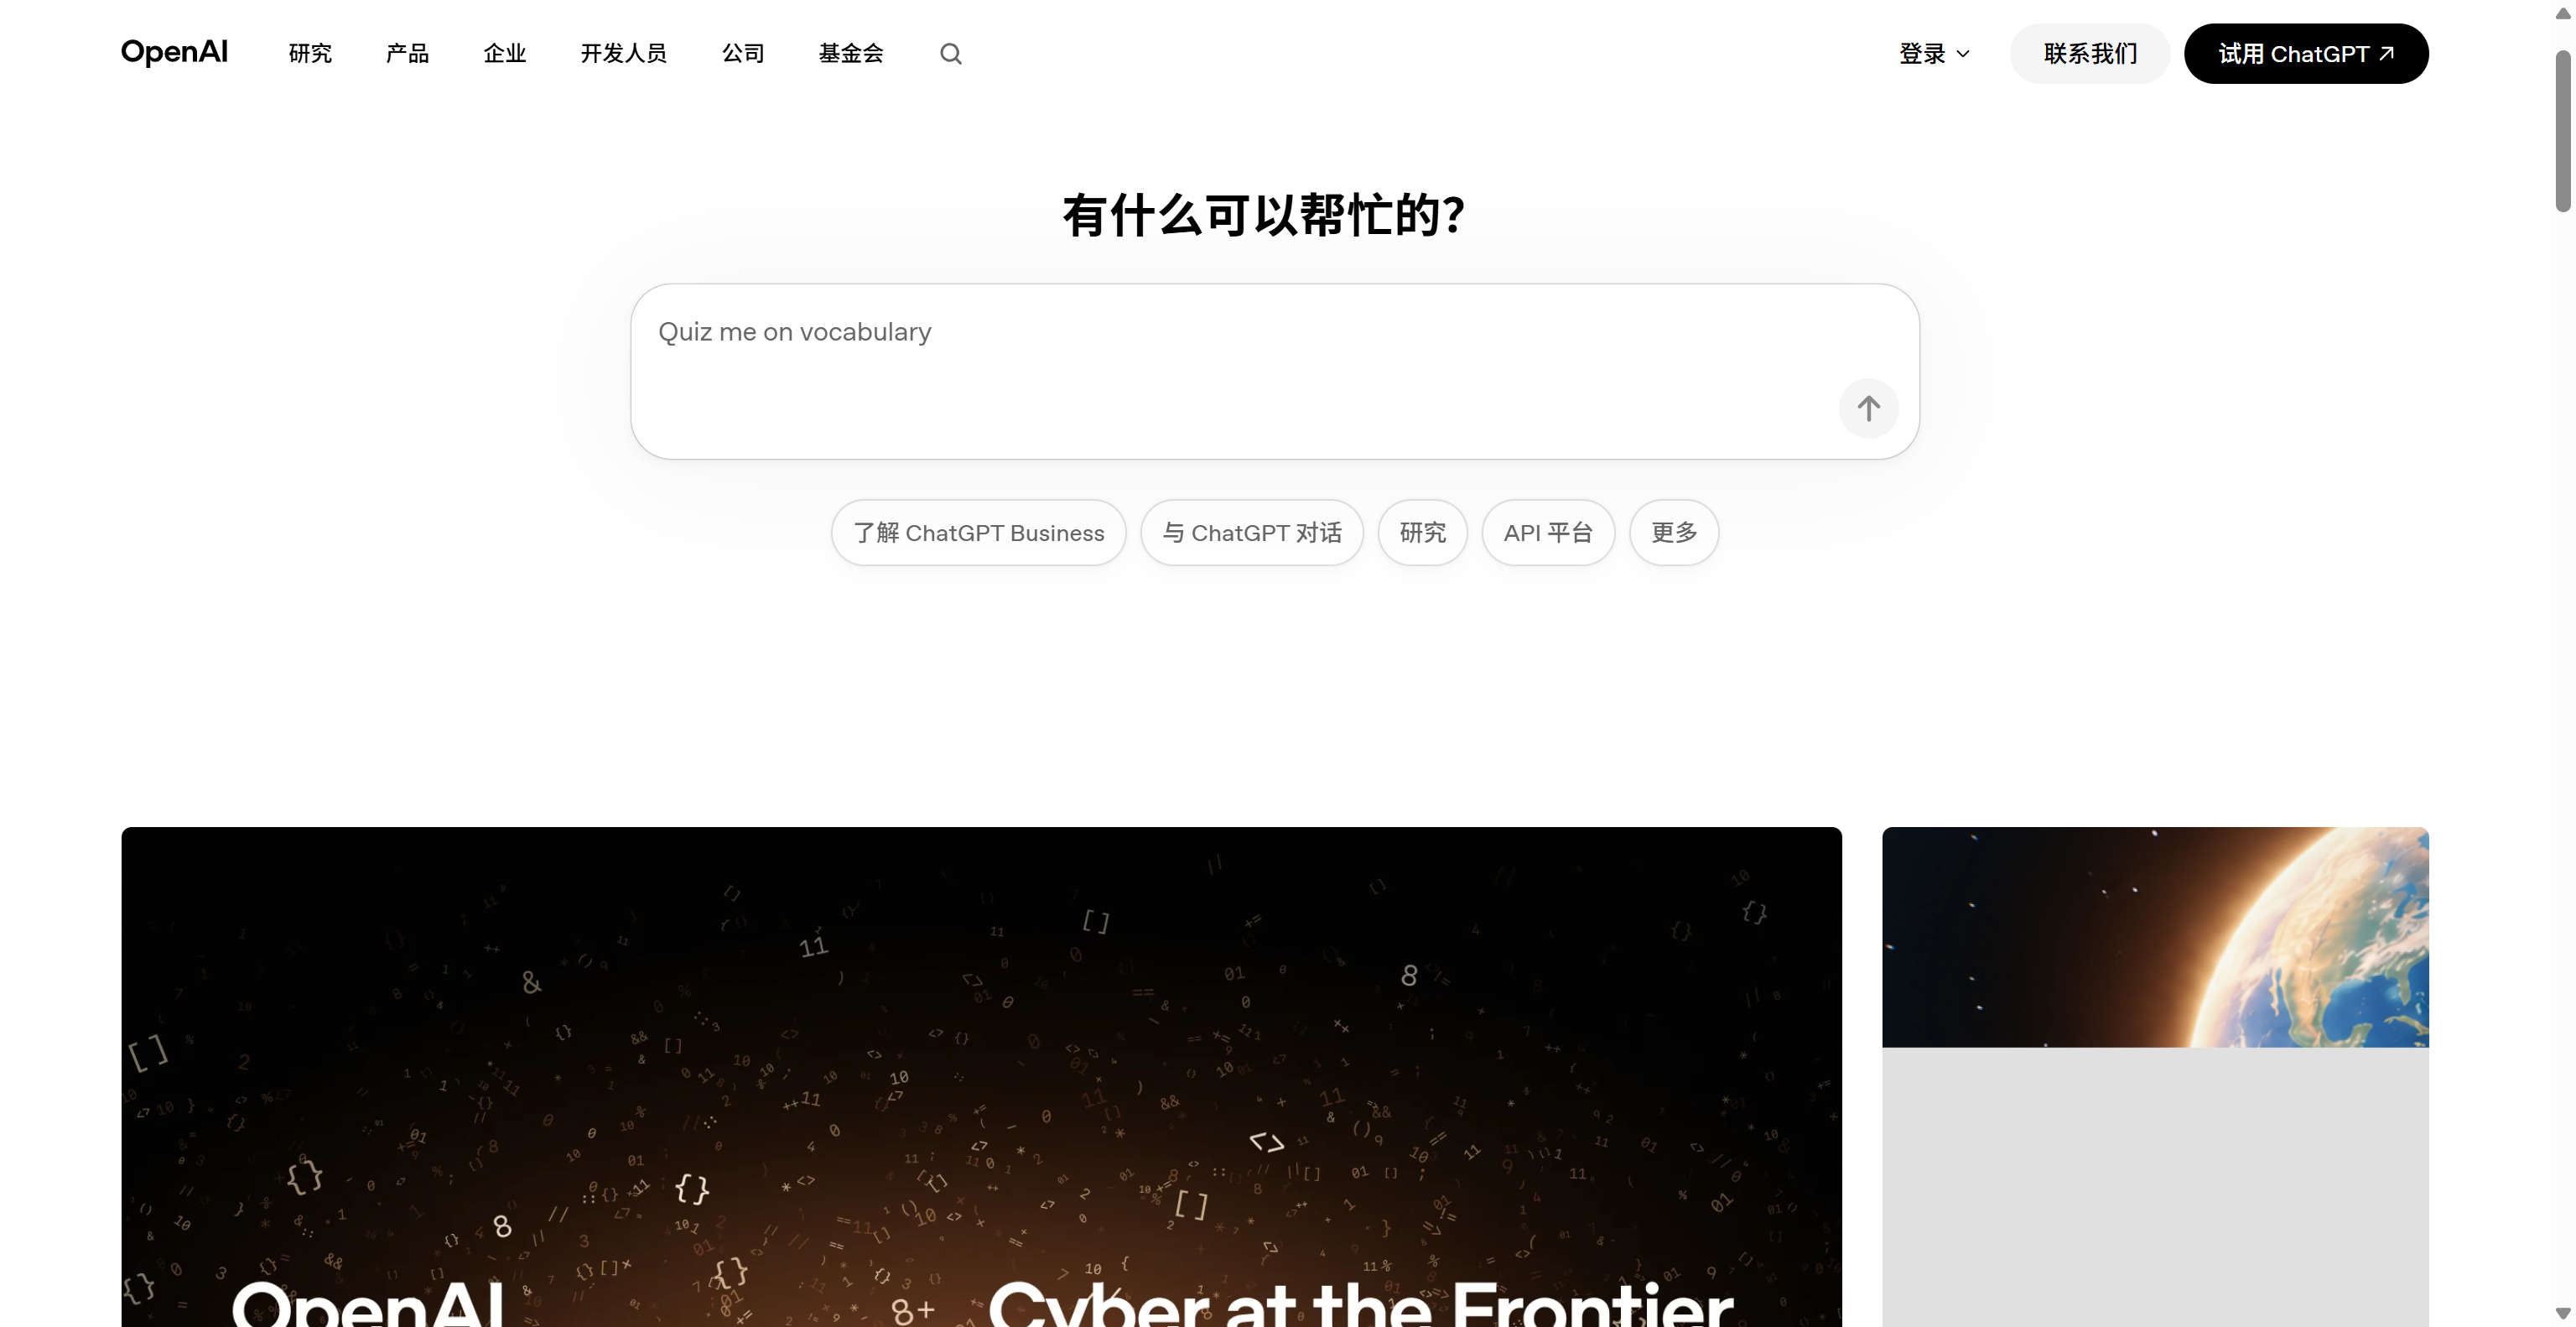 OpenAI
研究
产品
企业
开发人员
公司
基金会
登录
联系我们
试用 ChatGPT
有什么可以帮忙的？
Quiz me on vocabulary
了解 ChatGPT Business
与 ChatGPT 对话
研究
API 平台
更多
OpenAI
Cyber at the Frontier